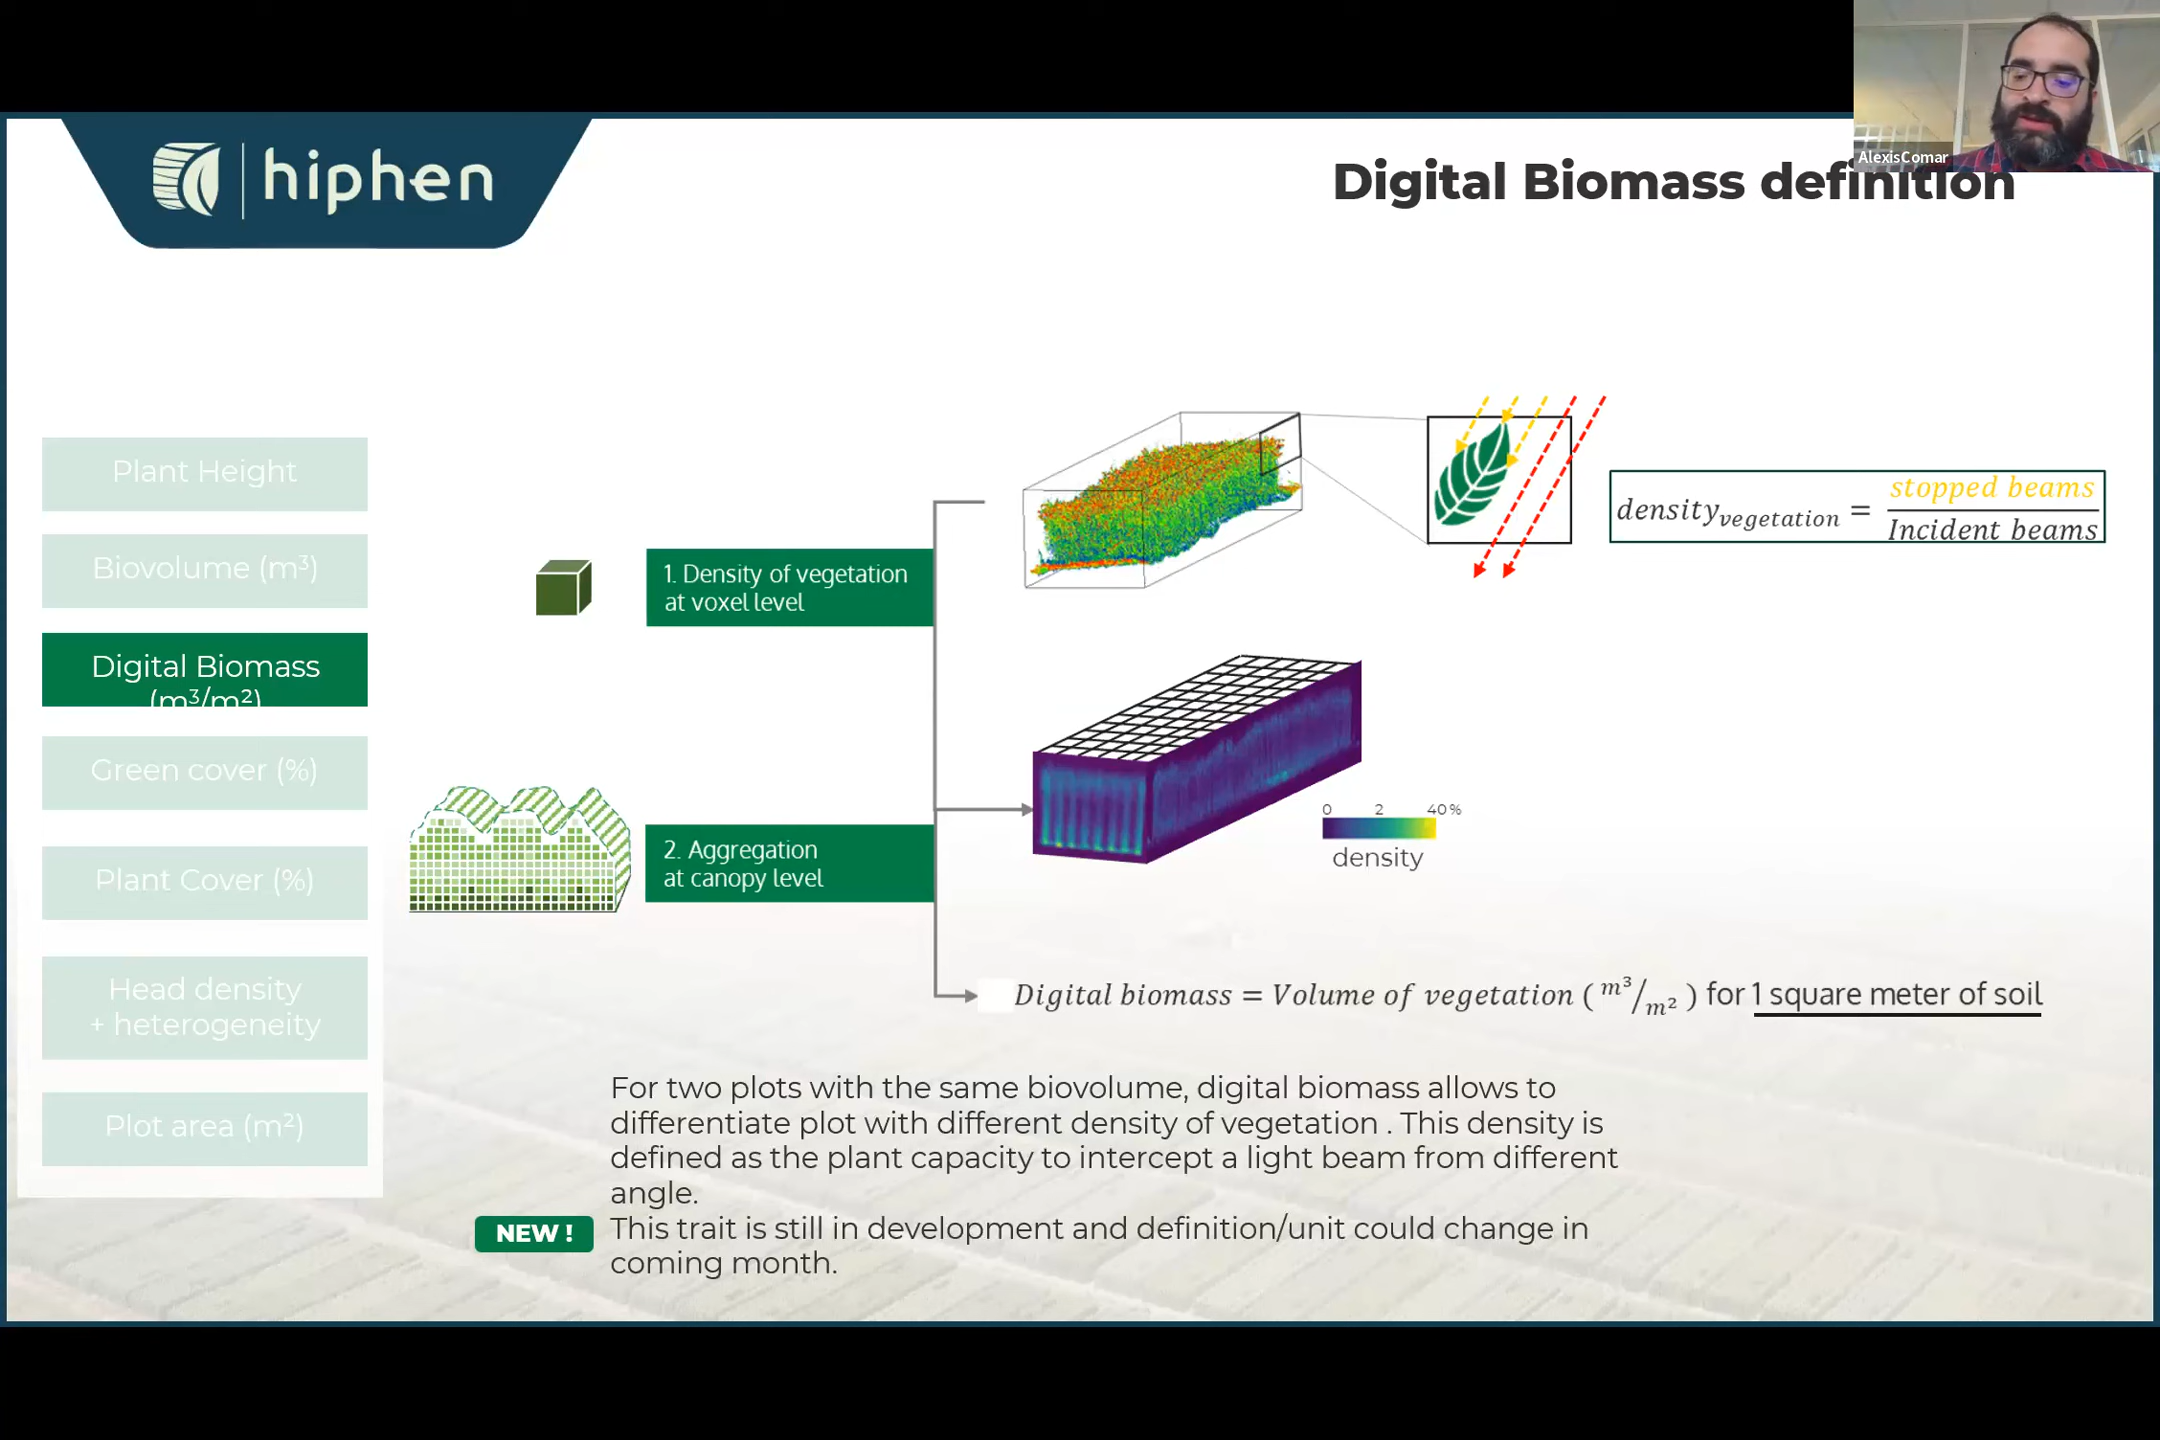 AlexisComar
hiphen
Digital Biomass definition
Plant Height
Biovolume (m³)
Digital Biomass
(m³/m²)
Green cover (%)
Plant Cover (%)
Head density
+ heterogeneity
Plot area (m²)
1. Density of vegetation
at voxel level
density_vegetation = stopped beams / Incident beams
2. Aggregation
at canopy level
0 2 40%
density
Digital biomass = Volume of vegetation (m³/m²) for 1 square meter of soil
For two plots with the same biovolume, digital biomass allows to
differentiate plot with different density of vegetation . This density is
defined as the plant capacity to intercept a light beam from different
angle.
NEW ! This trait is still in development and definition/unit could change in
coming month.